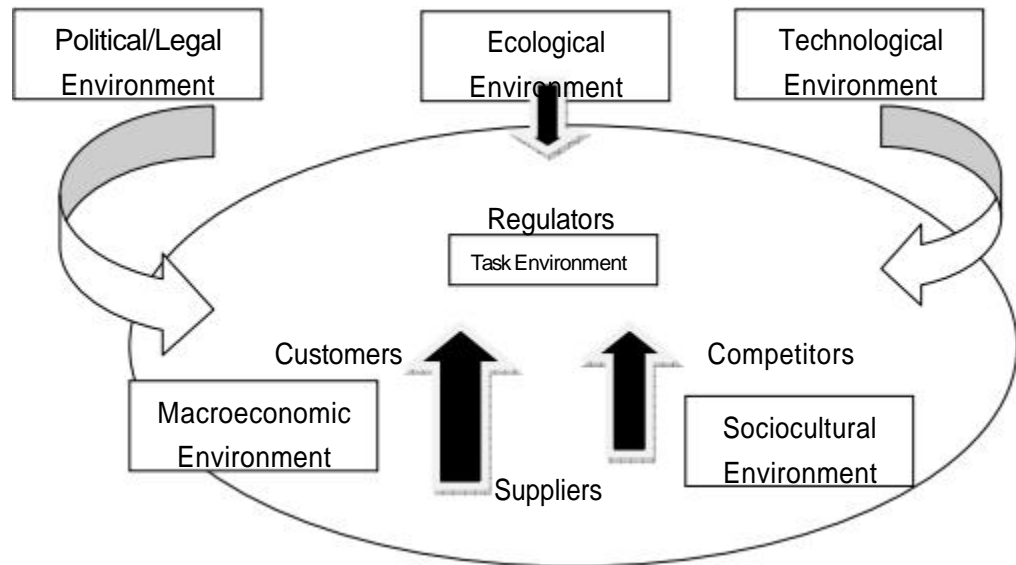 Political/Legal
Environment
Ecological
Environment
Technological
Environment
Regulators
Task Environment
Customers
Competitors
Macroeconomic
Environment
Sociocultural
Environment
Suppliers